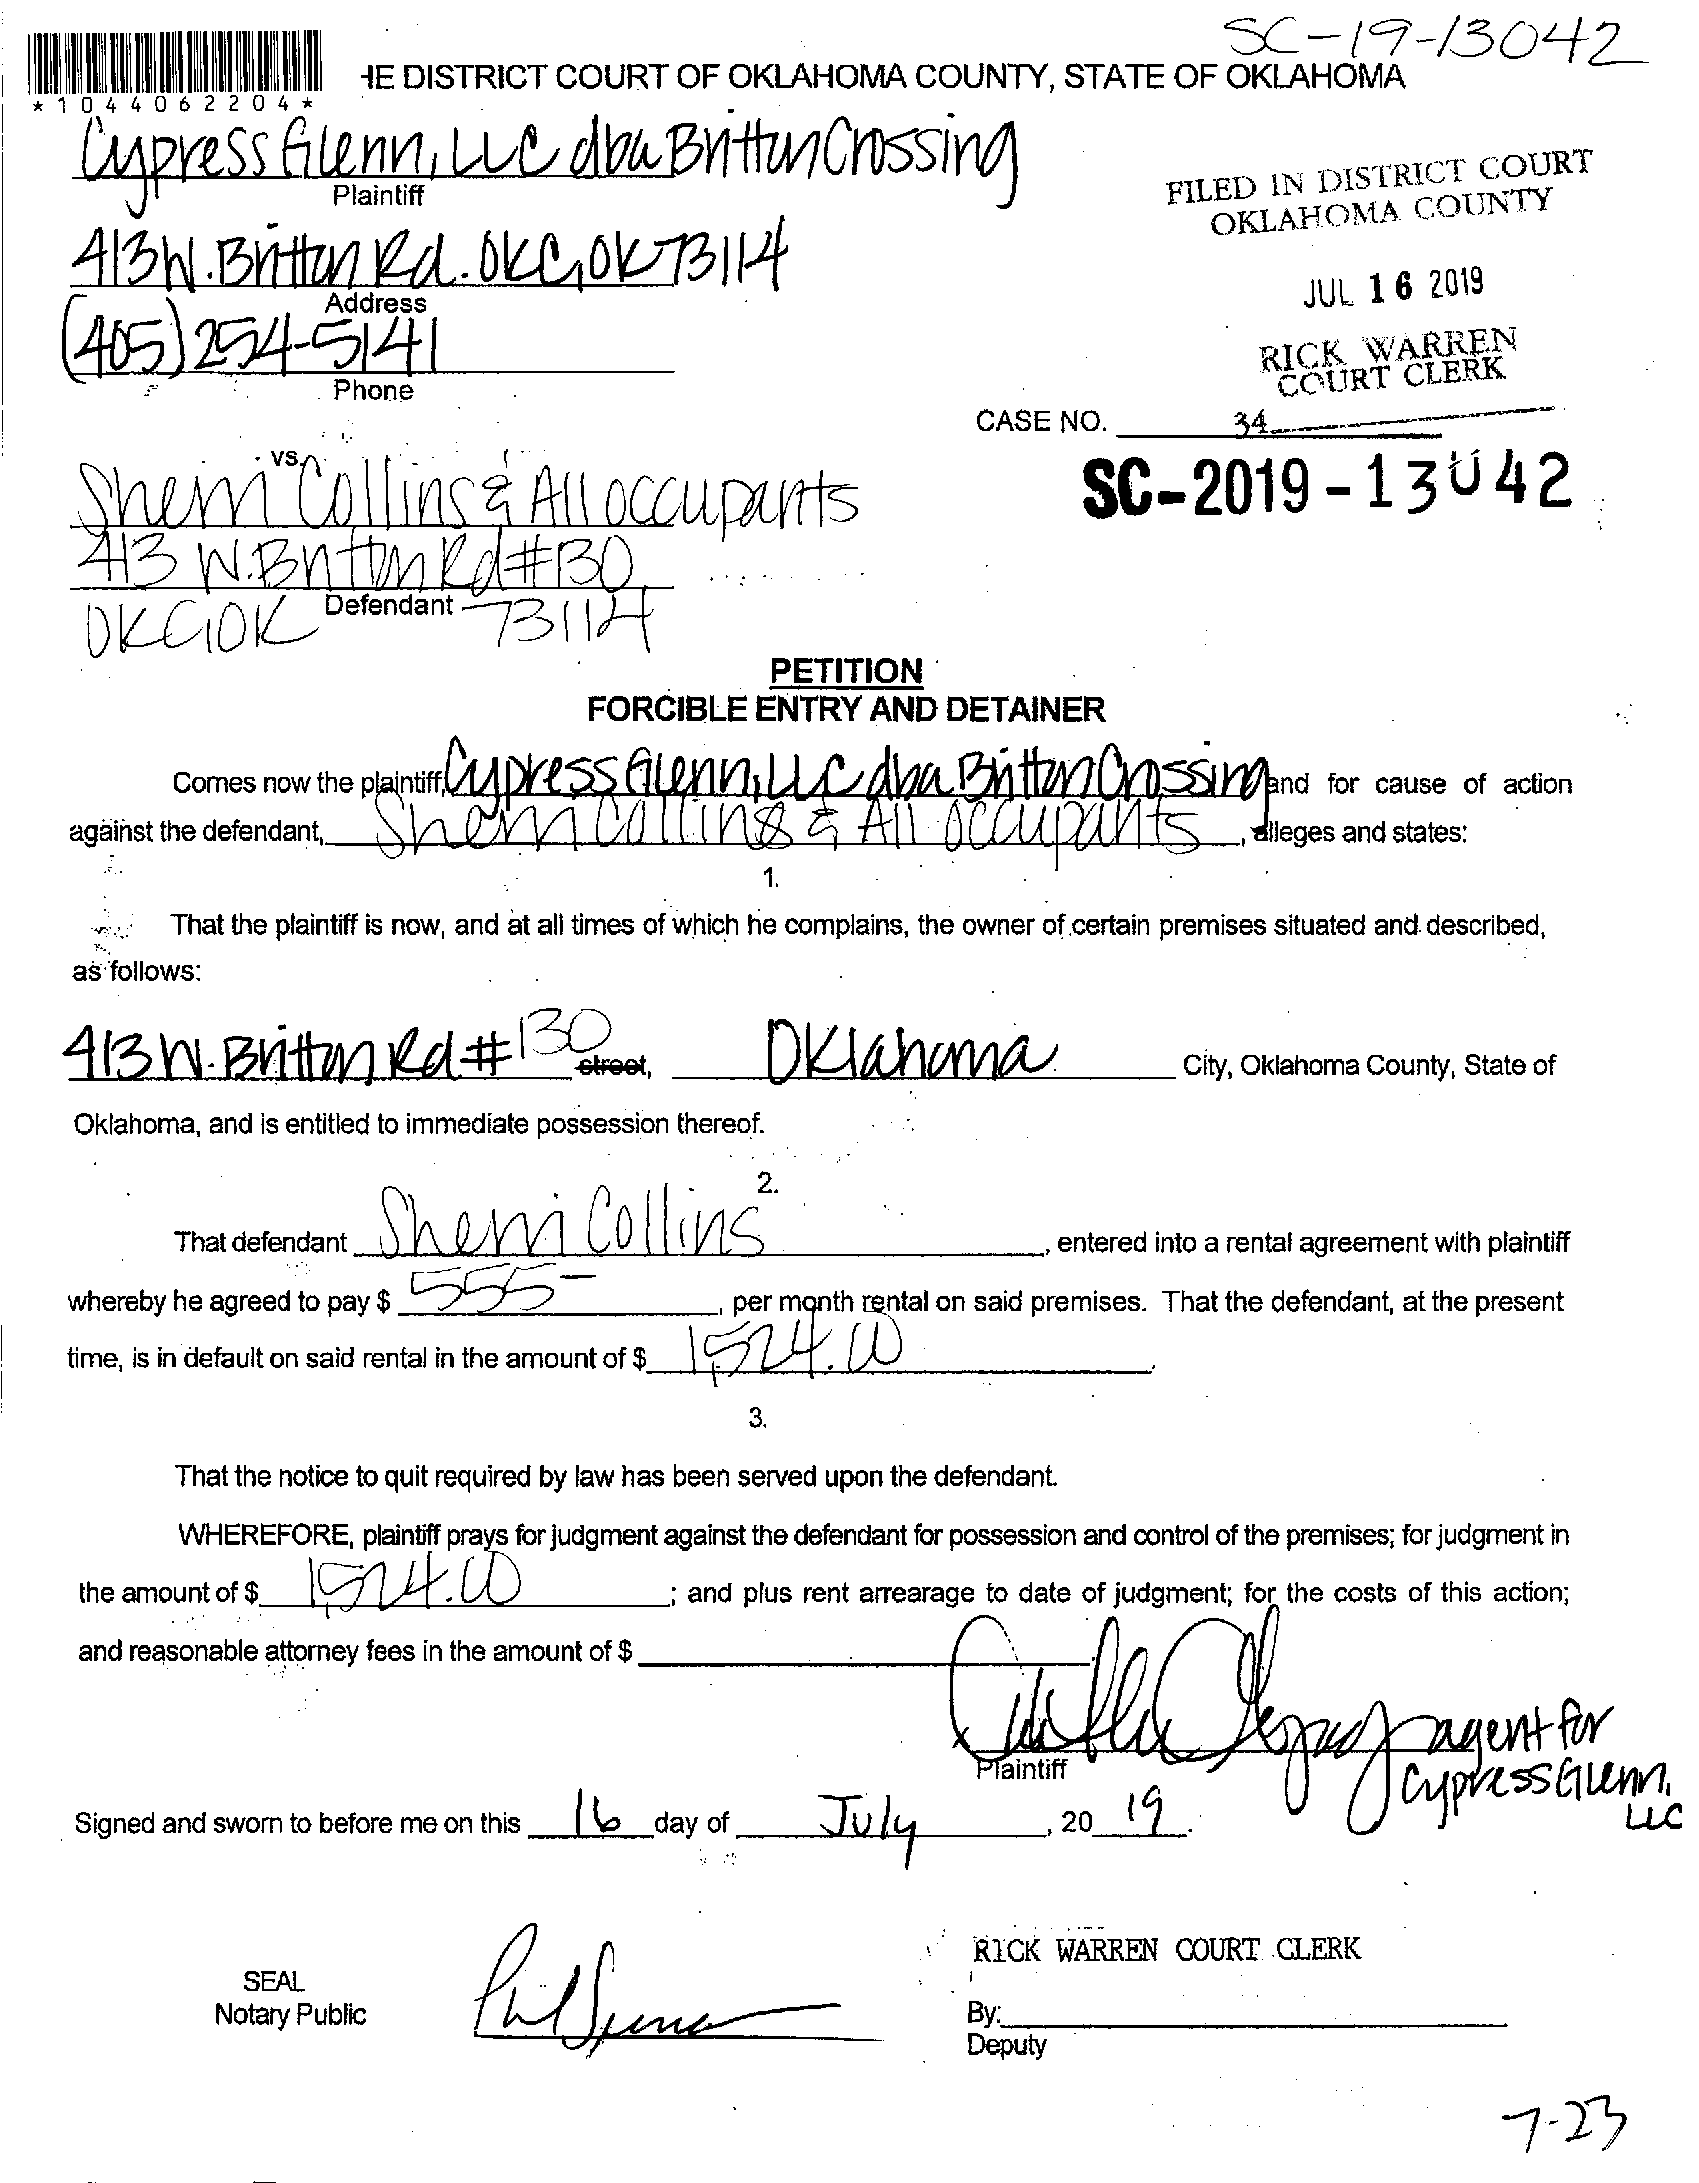 SC-19-13042
HE DISTRICT COURT OF OKLAHOMA COUNTY, STATE OF OKLAHOMA
*1044062204*
Cypress Glenn, LLC dba Britton Crossing
Plaintiff
FILED IN DISTRICT COURT
OKLAHOMA COUNTY
413 W. Britton Rd. OKC, OK 73114
Address
JUL 16 2019
(405) 254-5141
Phone
RICK WARREN
COURT CLERK
CASE NO. 34
vs.
SC-2019-13042
Sherri Collins & All occupants
413 W. Britton Rd #130
Defendant
OKC, OK 73114
PETITION
FORCIBLE ENTRY AND DETAINER
Comes now the plaintiff, Cypress Glenn, LLC dba Britton Crossing and for cause of action
against the defendant, Sherri Collins & All occupants, alleges and states:
1.
That the plaintiff is now, and at all times of which he complains, the owner of certain premises situated and described,
as follows:
413 W. Britton Rd #130 street, Oklahoma City, Oklahoma County, State of
Oklahoma, and is entitled to immediate possession thereof.
2.
That defendant Sherri Collins, entered into a rental agreement with plaintiff
whereby he agreed to pay $ 555-, per month rental on said premises. That the defendant, at the present
time, is in default on said rental in the amount of $ 1,524.00.
3.
That the notice to quit required by law has been served upon the defendant.
WHEREFORE, plaintiff prays for judgment against the defendant for possession and control of the premises; for judgment in
the amount of $ 1,524.00; and plus rent arrearage to date of judgment; for the costs of this action;
and reasonable attorney fees in the amount of $
agent for
Plaintiff
Cypress Glenn,
LLC
Signed and sworn to before me on this 16 day of July, 2019.
RICK WARREN COURT CLERK
SEAL
Notary Public
By:
Deputy
7-23